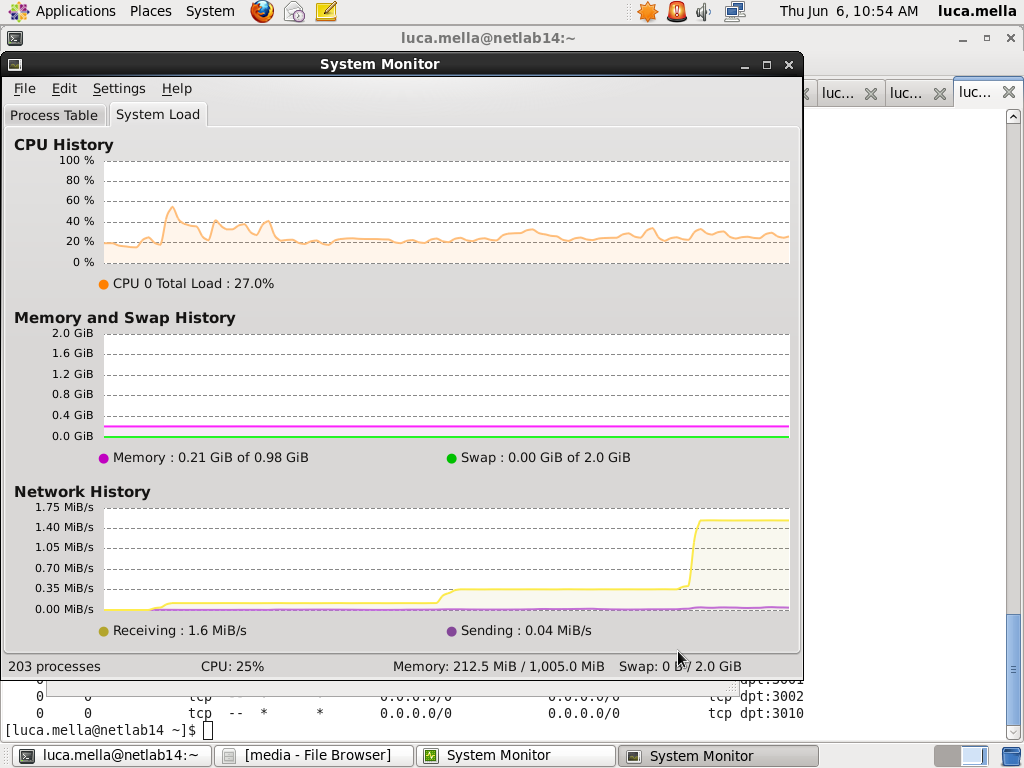 Applications Places System Thu Jun 6, 10:54 AM luca.mella
luca.mella@netlab14:~
System Monitor
File Edit Settings Help
luc... luc... luc...
Process Table System Load
CPU History
100 %
80 %
60 %
40 %
20 %
0 %
CPU 0 Total Load : 27.0%
Memory and Swap History
2.0 GiB
1.6 GiB
1.2 GiB
0.8 GiB
0.4 GiB
0.0 GiB
Memory : 0.21 GiB of 0.98 GiB Swap : 0.00 GiB of 2.0 GiB
Network History
1.75 MiB/s
1.40 MiB/s
1.05 MiB/s
0.70 MiB/s
0.35 MiB/s
0.00 MiB/s
Receiving : 1.6 MiB/s Sending : 0.04 MiB/s
203 processes CPU: 25% Memory: 212.5 MiB / 1,005.0 MiB Swap: 0 B / 2.0 GiB
0 0 tcp -- * * 0.0.0.0/0 0.0.0.0/0 tcp dpt:3002
0 0 tcp -- * * 0.0.0.0/0 0.0.0.0/0 tcp dpt:3010
[luca.mella@netlab14 ~]$
luca.mella@netlab14:~ [media - File Browser] System Monitor System Monitor